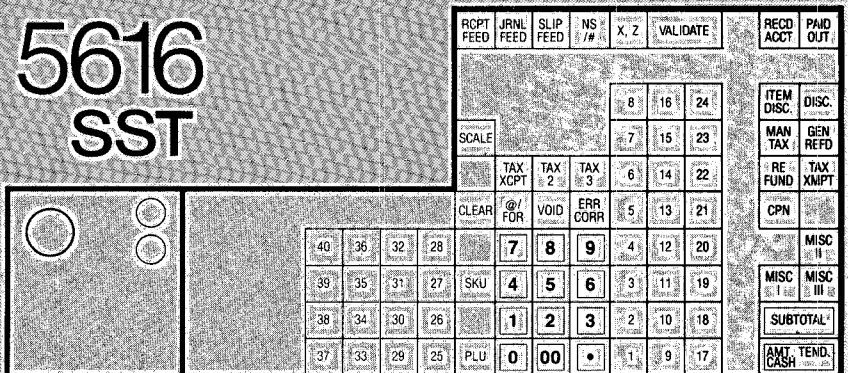 5616
SST
RCPT FEED JRNL FEED SLIP FEED NS /# X, Z VALIDATE RECD ACCT PAID OUT
8 16 24 ITEM DISC. DISC.
SCALE 7 15 23 MAN TAX GEN REFD
TAX XCPT TAX 2 TAX 3 6 14 22 RE FUND TAX XMPT
CLEAR @/ FOR VOID ERR CORR 5 13 21 CPN
40 36 32 28 7 8 9 4 12 20 MISC II
39 35 31 27 SKU 4 5 6 3 11 19 MISC I MISC III
38 34 30 26 1 2 3 2 10 18 SUBTOTAL
37 33 29 25 PLU 0 00 • 1 9 17 AMT. TEND. CASH